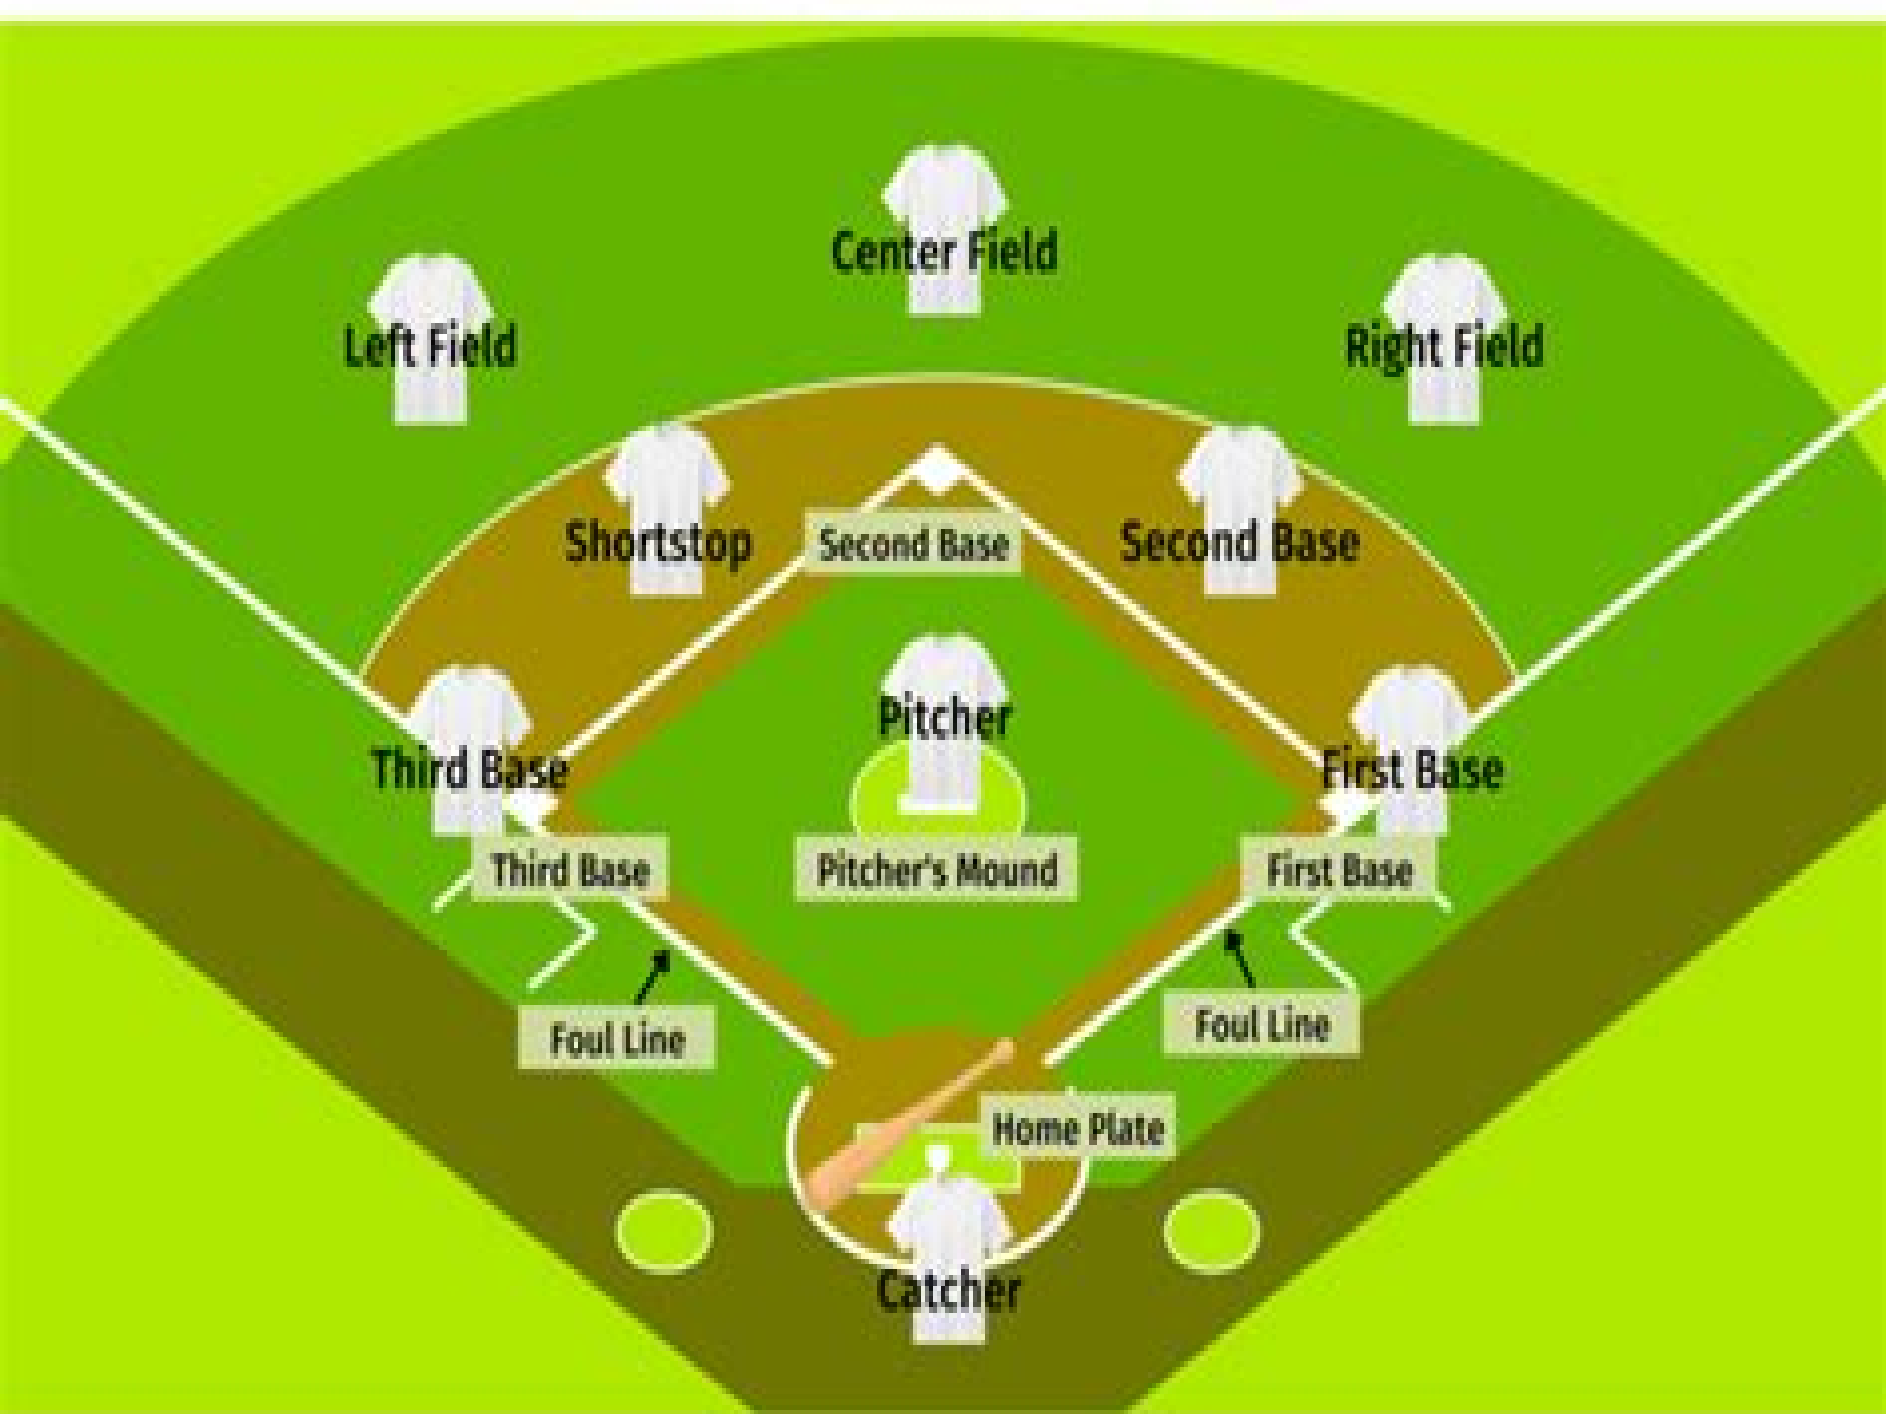 Center Field
Left Field
Right Field
Shortstop
Second Base
Second Base
Pitcher
Third Base
First Base
Third Base
Pitcher's Mound
First Base
Foul Line
Foul Line
Home Plate
Catcher